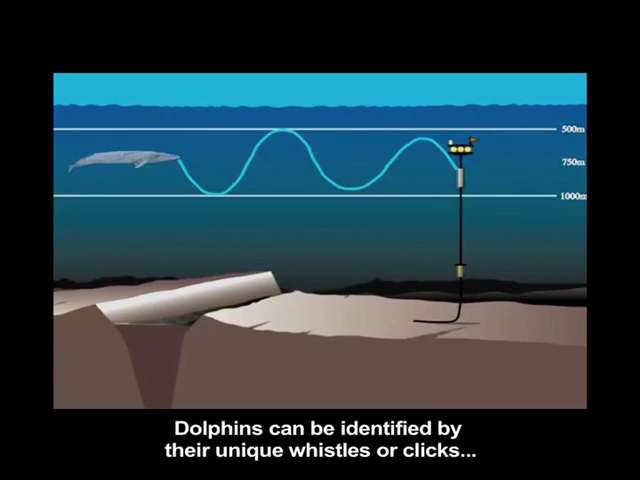 500m
750m
1000m
Dolphins can be identified by
their unique whistles or clicks...